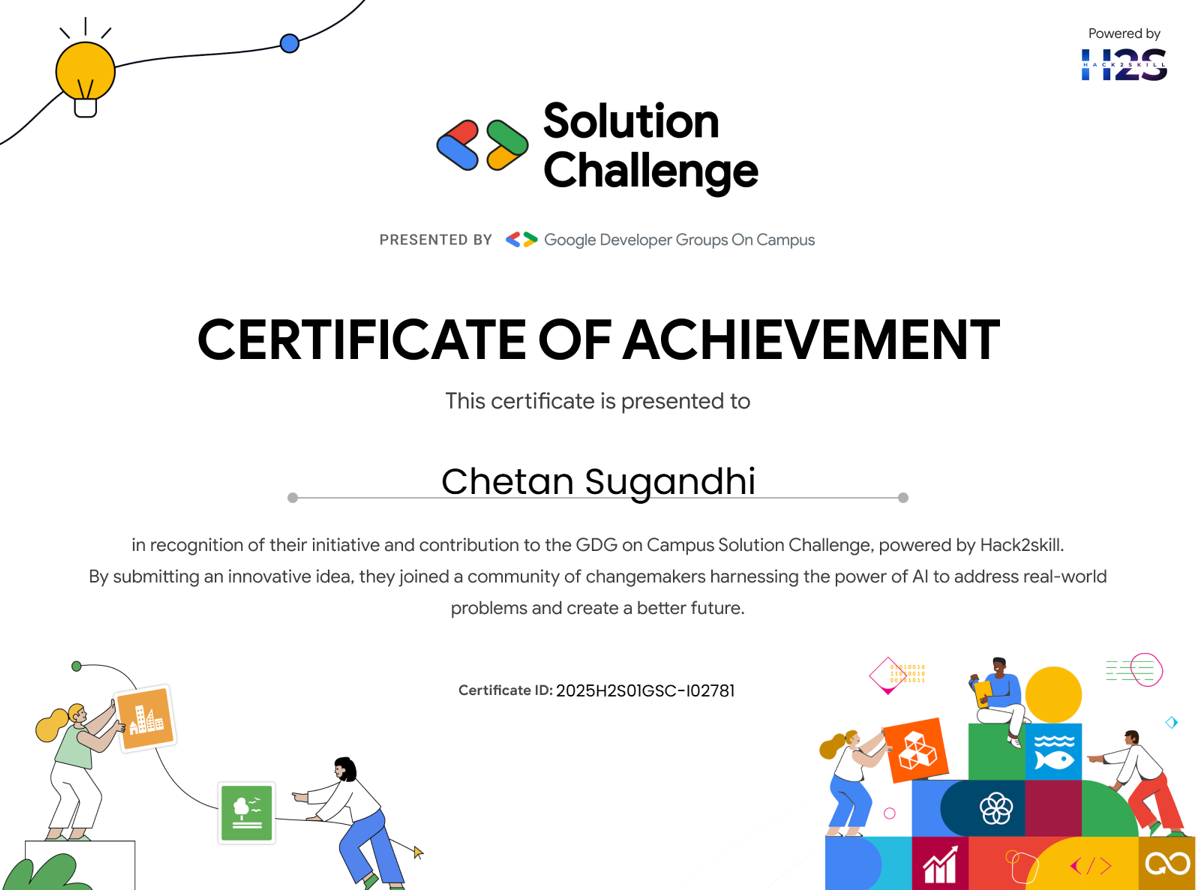 Powered by
H2S
HACK2SKILL
Solution
Challenge
PRESENTED BY Google Developer Groups On Campus
CERTIFICATE OF ACHIEVEMENT
This certificate is presented to
Chetan Sugandhi
in recognition of their initiative and contribution to the GDG on Campus Solution Challenge, powered by Hack2skill.
By submitting an innovative idea, they joined a community of changemakers harnessing the power of AI to address real-world
problems and create a better future.
Certificate ID: 2025H2S01GSC-I02781